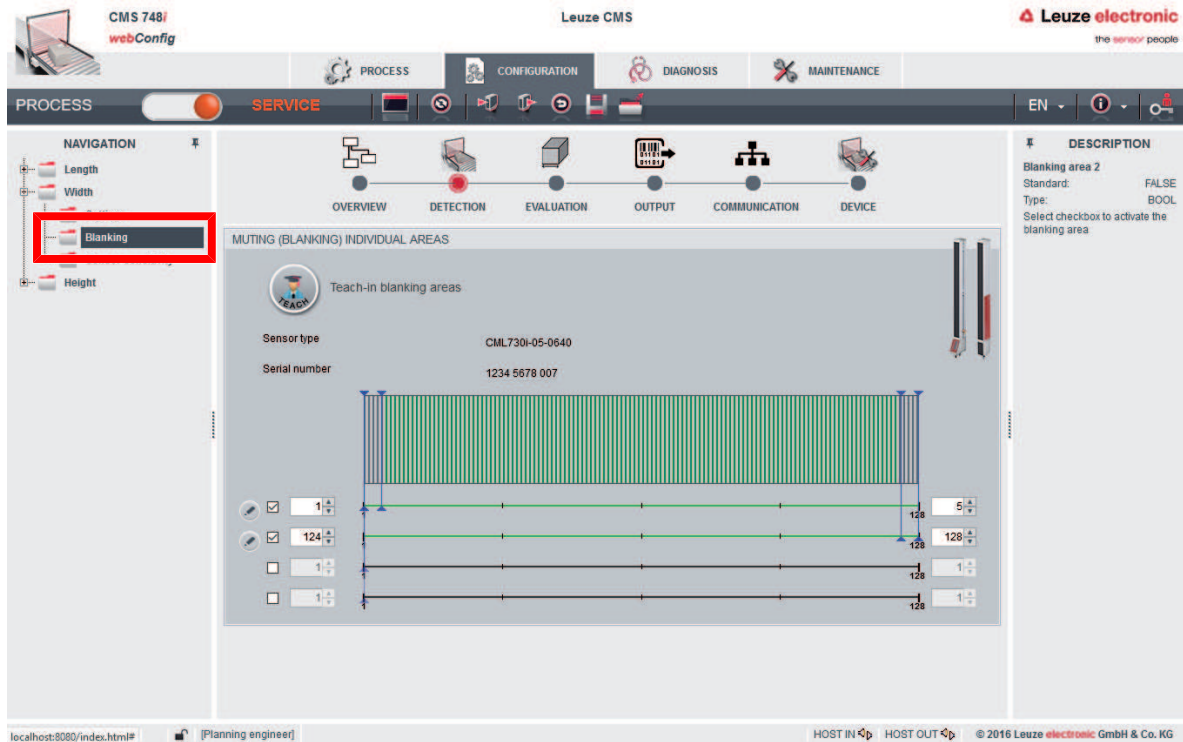 CMS 748i
webConfig
Leuze CMS
Leuze electronic
the sensor people
PROCESS
CONFIGURATION
DIAGNOSIS
MAINTENANCE
PROCESS
SERVICE
EN
NAVIGATION
Length
Width
Blanking
Height
OVERVIEW
DETECTION
EVALUATION
OUTPUT
COMMUNICATION
DEVICE
MUTING (BLANKING) INDIVIDUAL AREAS
TEACH
Teach-in blanking areas
Sensor type
CML730i-05-0640
Serial number
1234 5678 007
1
1
128
5
124
1
128
128
1
1
128
1
1
1
128
1
DESCRIPTION
Blanking area 2
Standard: FALSE
Type: BOOL
Select checkbox to activate the
blanking area
localhost:8080/index.html#
[Planning engineer]
HOST IN
HOST OUT
© 2016 Leuze electronic GmbH & Co. KG